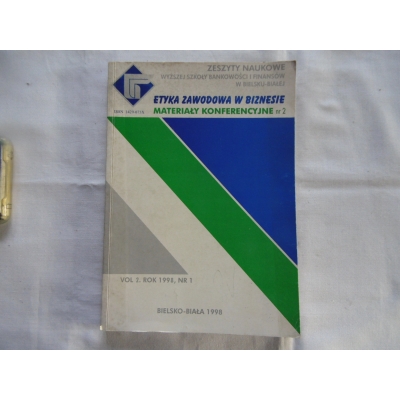 ZESZYTY NAUKOWE
WYŻSZEJ SZKOŁY BANKOWOŚCI I FINANSÓW
W BIELSKU-BIAŁEJ
ETYKA ZAWODOWA W BIZNESIE
MATERIAŁY KONFERENCYJNE nr 2
VOL 2, ROK 1998, NR 1
BIELSKO-BIAŁA 1998